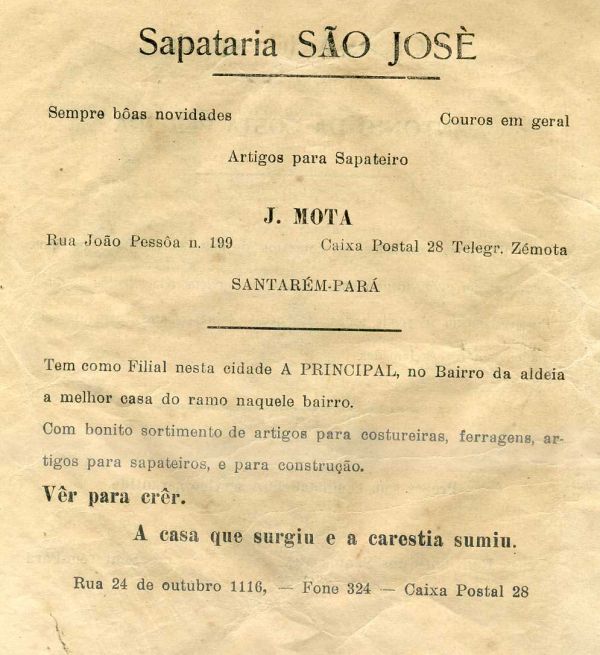 Sapataria SÃO JOSÈ
Sempre bôas novidades Couros em geral
Artigos para Sapateiro
J. MOTA
Rua João Pessôa n. 199 Caixa Postal 28 Telegr. Zémota
SANTARÉM-PARÁ
Tem como Filial nesta cidade A PRINCIPAL, no Bairro da aldeia
a melhor casa do ramo naquele bairro.
Com bonito sortimento de artigos para costureiras, ferragens, ar-
tigos para sapateiros, e para construção.
Vêr para crêr.
A casa que surgiu e a carestia sumiu.
Rua 24 de outubro 1116, — Fone 324 — Caixa Postal 28